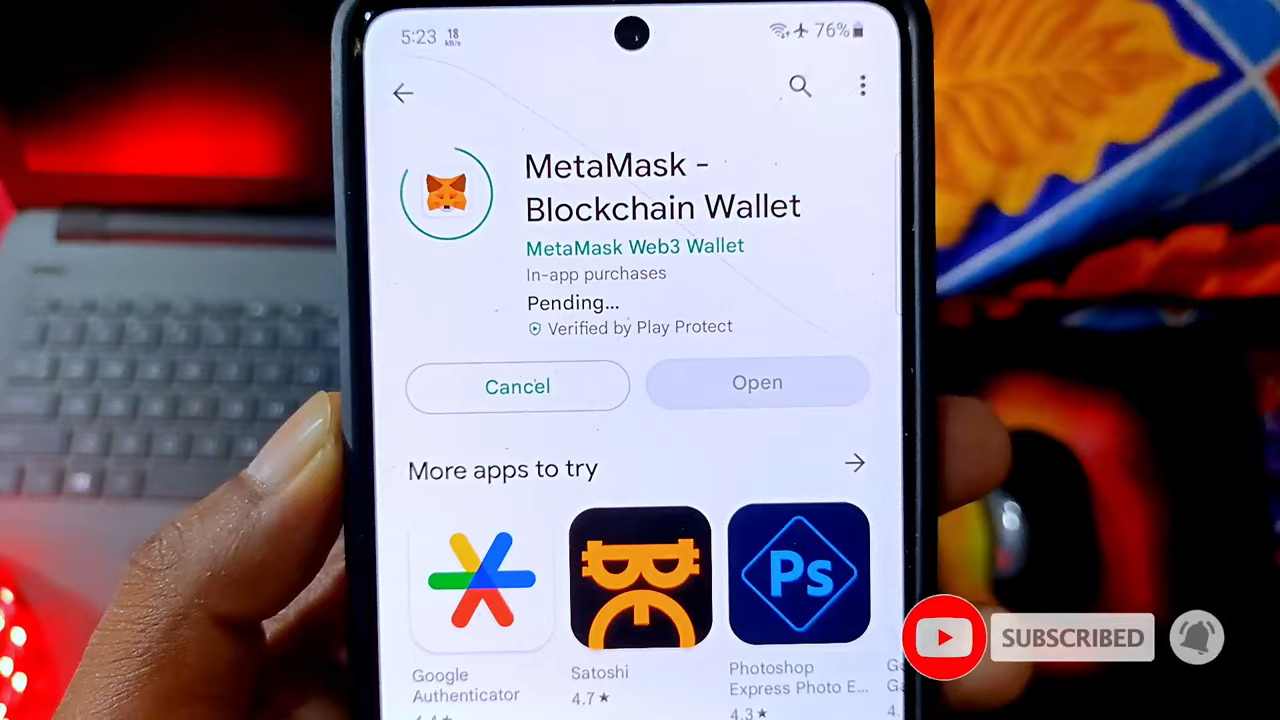 5:23 18 kB/s 76%
MetaMask -
Blockchain Wallet
MetaMask Web3 Wallet
In-app purchases
Pending...
Verified by Play Protect
Cancel Open
More apps to try
Ps
Google
Authenticator
Satoshi
4.7★
Photoshop
Express Photo E...
4.3★
4.
SUBSCRIBED